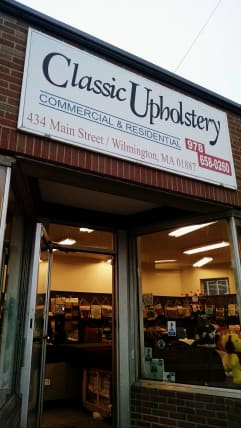 Classic Upholstery
COMMERCIAL & RESIDENTIAL
978
434 Main Street / Wilmington, MA 01887
658-0260